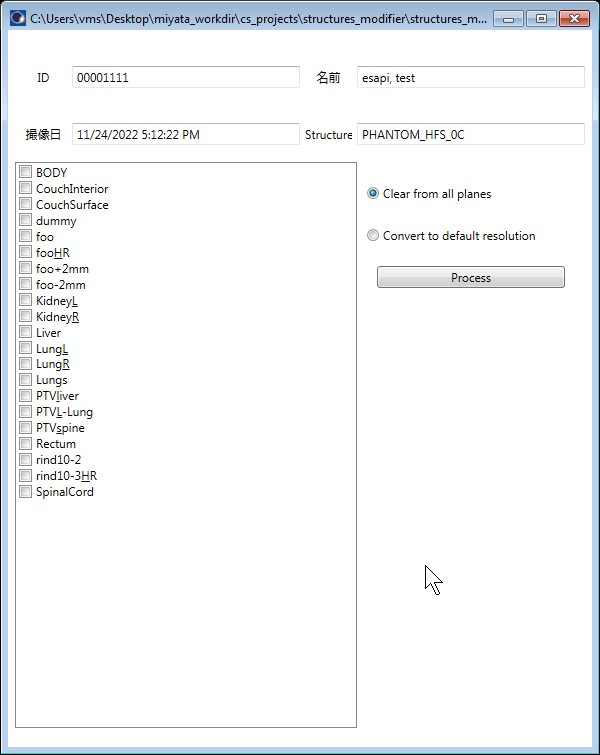 C:\Users\vms\Desktop\miyata_workdir\cs_projects\structures_modifier\structures_m...
ID 00001111 名前 esapi, test
撮像日 11/24/2022 5:12:22 PM Structure PHANTOM_HFS_0C
BODY
CouchInterior
CouchSurface
dummy
foo
fooHR
foo+2mm
foo-2mm
KidneyL
KidneyR
Liver
LungL
LungR
Lungs
PTVliver
PTVL-Lung
PTVspine
Rectum
rind10-2
rind10-3HR
SpinalCord
Clear from all planes
Convert to default resolution
Process